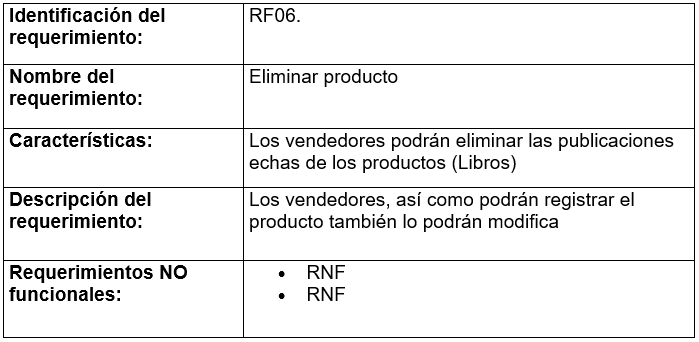 Identificación del
requerimiento:
RF06.
Nombre del
requerimiento:
Eliminar producto
Características:
Los vendedores podrán eliminar las publicaciones
echas de los productos (Libros)
Descripción del
requerimiento:
Los vendedores, así como podrán registrar el
producto también lo podrán modifica
Requerimientos NO
funcionales:
• RNF
• RNF